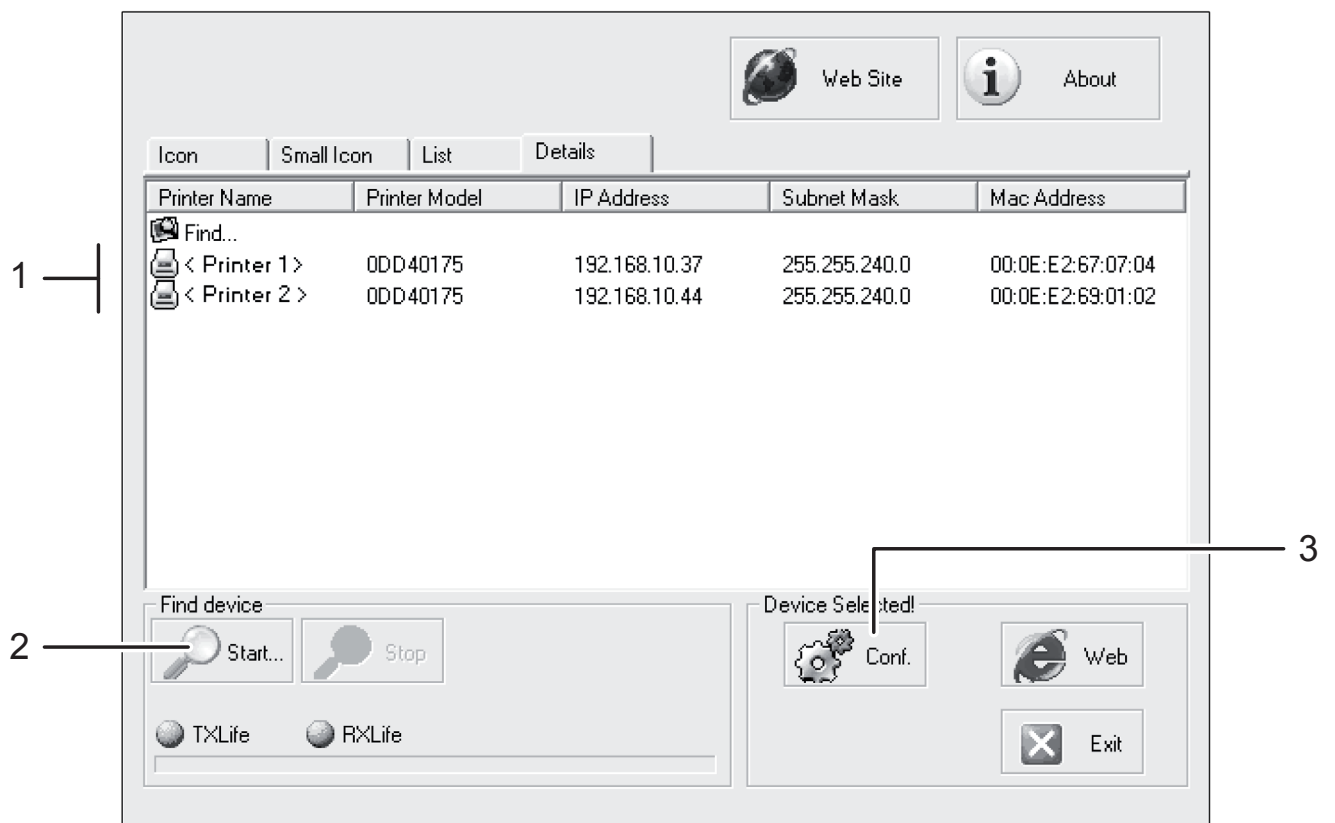 Web Site
About
Icon Small Icon List Details
Printer Name Printer Model IP Address Subnet Mask Mac Address
Find...
< Printer 1 > 0DD40175 192.168.10.37 255.255.240.0 00:0E:E2:67:07:04
< Printer 2 > 0DD40175 192.168.10.44 255.255.240.0 00:0E:E2:69:01:02
1
3
Find device
Device Selected!
2
Start...
Stop
Conf.
Web
TXLife
RXLife
Exit